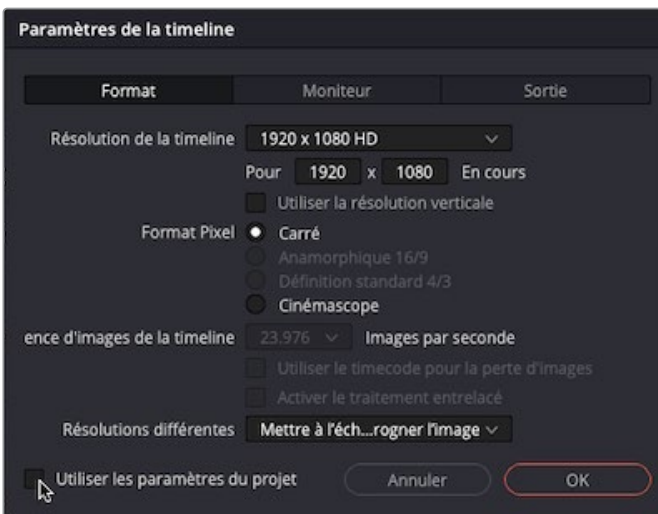 Paramètres de la timeline
Format Moniteur Sortie
Résolution de la timeline 1920 x 1080 HD
Pour 1920 x 1080 En cours
Utiliser la résolution verticale
Format Pixel Carré
Anamorphique 16/9
Définition standard 4/3
Cinémascope
ence d'images de la timeline 23.976 Images par seconde
Utiliser le timecode pour la perte d'images
Activer le traitement entrelacé
Résolutions différentes Mettre à l'éch...rogner l'image
Utiliser les paramètres du projet Annuler OK